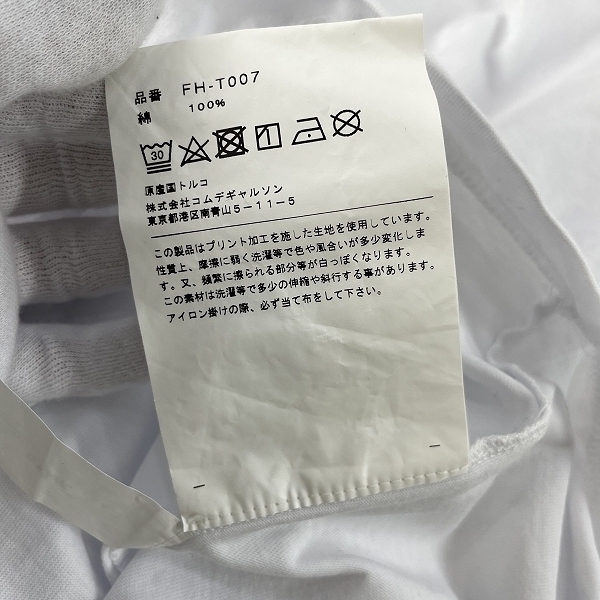 品番 FH-T007
綿 100%
30
原産国トルコ
株式会社コムデギャルソン
東京都港区南青山5-11-5
この製品はプリント加工を施した生地を使用しています。
性質上、摩擦に弱く洗濯等で色や風合いが多少変化しま
す。又、頻繁に擦られる部分等が白っぽくなります。
この素材は洗濯等で多少の伸縮や斜行する事があります。
アイロン掛けの際、必ず当て布をして下さい。